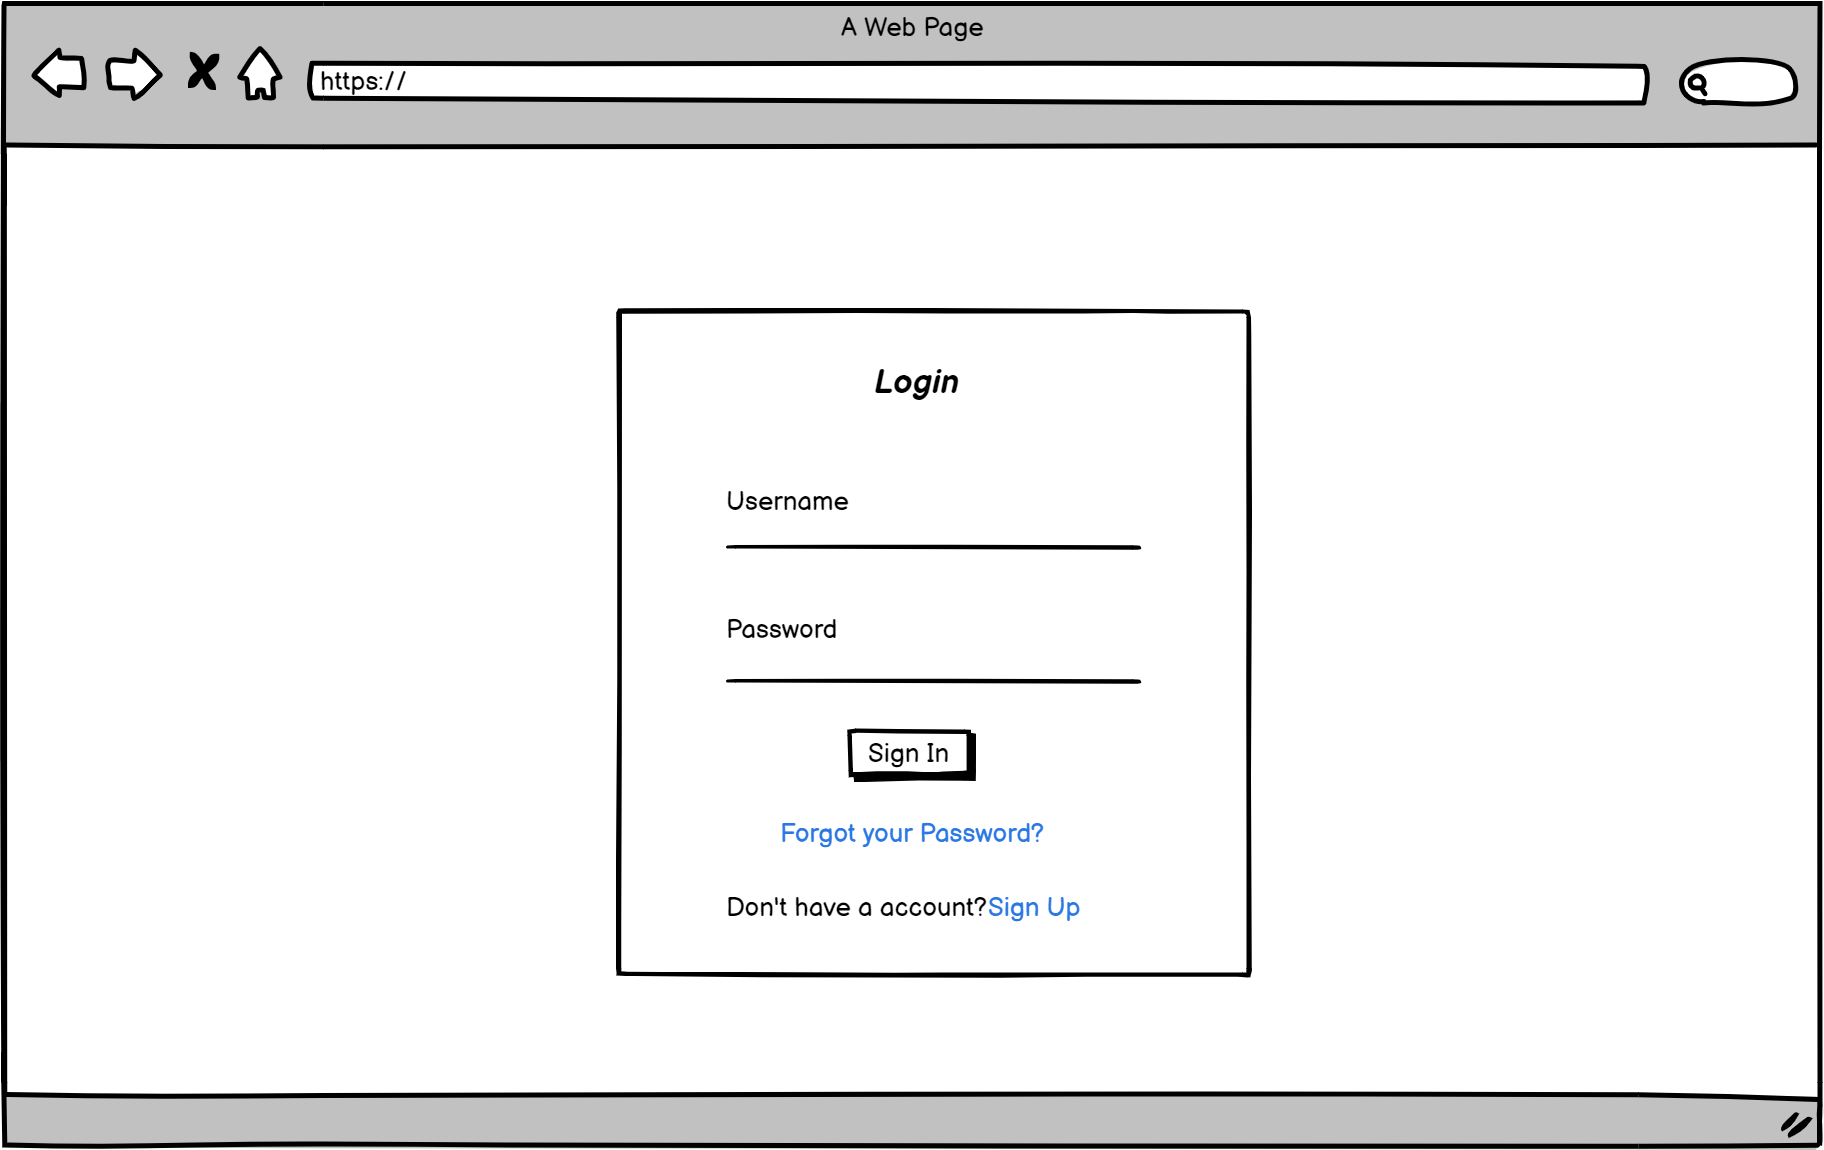 A Web Page
https://
Login
Username
Password
Sign In
Forgot your Password?
Don't have a account?Sign Up